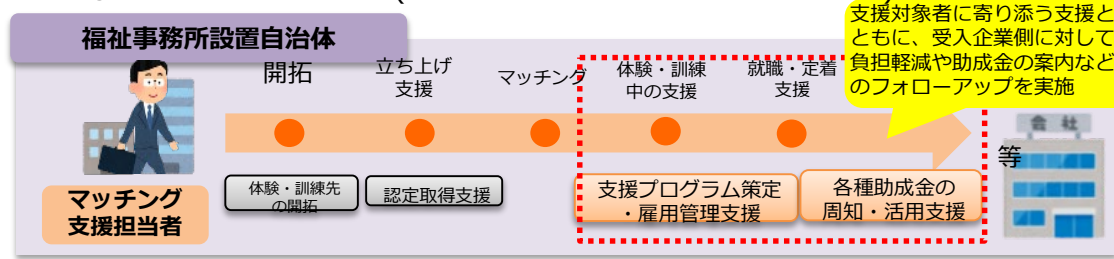 福祉事務所設置自治体
支援対象者に寄り添う支援と
ともに、受入企業側に対して
負担軽減や助成金の案内など
のフォローアップを実施
開拓
立ち上げ
支援
マッチング
体験・訓練
中の支援
就職・定着
支援
会社
等
マッチング
支援担当者
体験・訓練先
の開拓
認定取得支援
支援プログラム策定
・雇用管理支援
各種助成金の
周知・活用支援